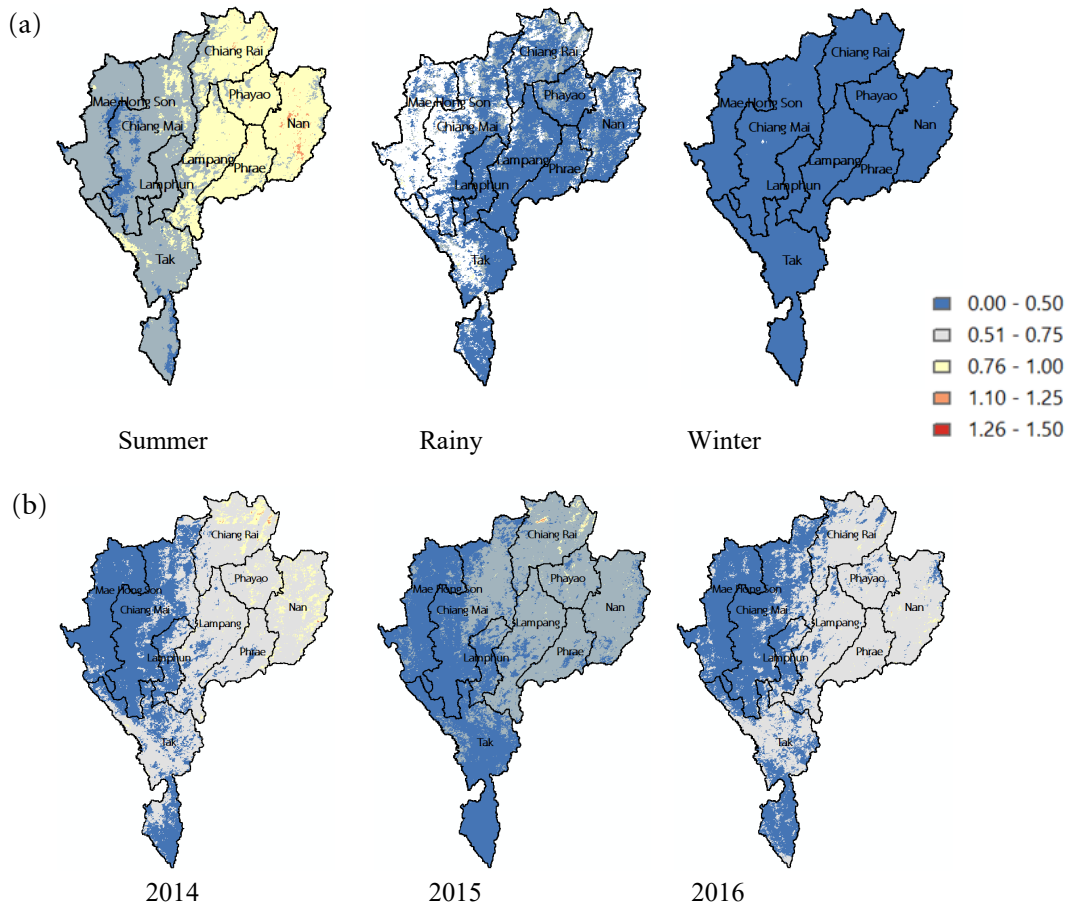 (a)
Chiang Rai
Phayao
Mae Hong Son
Nan
Chiang Mai
Lampang
Phrae
Lamphun
Tak
Chiang Rai
Phayao
Mae Hong Son
Nan
Chiang Mai
Lampang
Phrae
Lamphun
Tak
Chiang Rai
Phayao
Mae Hong Son
Nan
Chiang Mai
Lampang
Phrae
Lamphun
Tak
0.00 - 0.50
0.51 - 0.75
0.76 - 1.00
1.10 - 1.25
1.26 - 1.50
Summer
Rainy
Winter
(b)
Chiang Rai
Phayao
Mae Hong Son
Nan
Chiang Mai
Lampang
Phrae
Lamphun
Tak
Chiang Rai
Phayao
Mae Hong Son
Nan
Chiang Mai
Lampang
Phrae
Lamphun
Tak
Chiang Rai
Phayao
Mae Hong Son
Nan
Chiang Mai
Lampang
Phrae
Lamphun
Tak
2014
2015
2016